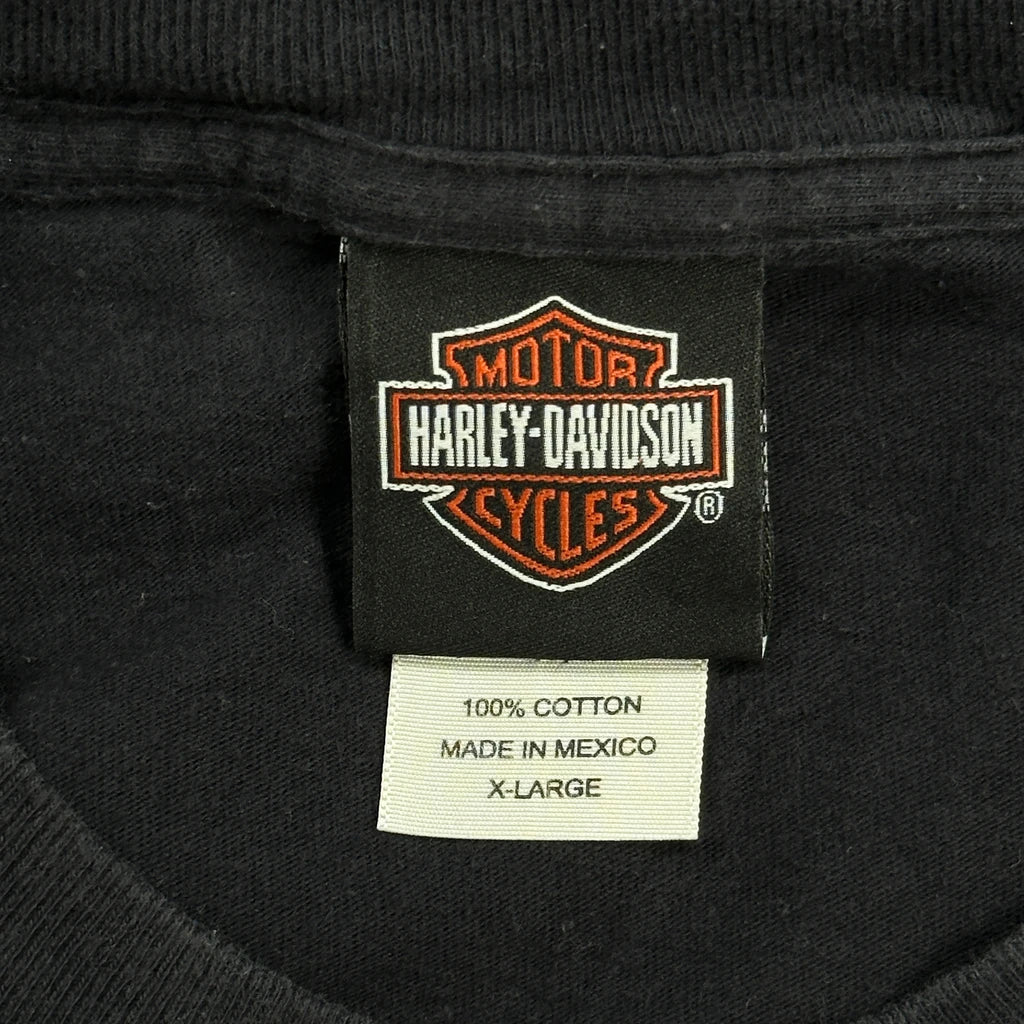 MOTOR
HARLEY-DAVIDSON
CYCLES
®
100% COTTON
MADE IN MEXICO
X-LARGE